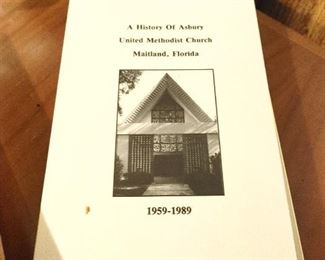 A History Of Asbury
United Methodist Church
Maitland, Florida
1959-1989